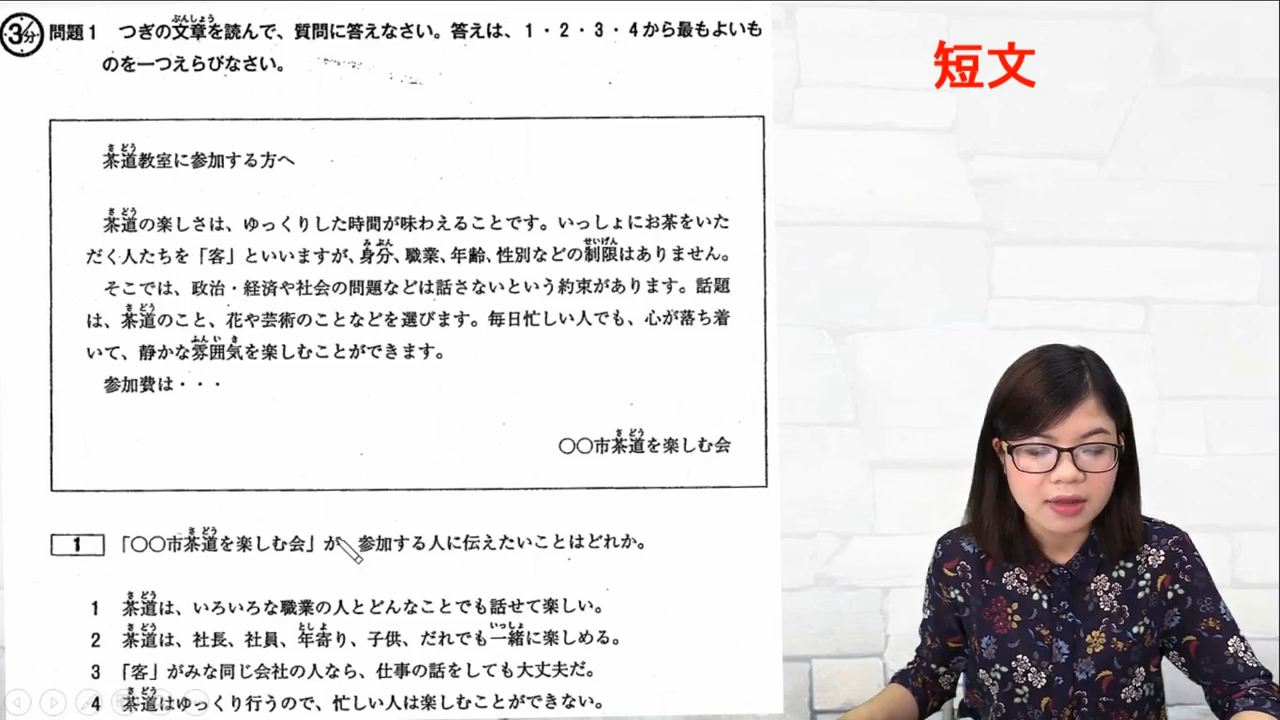 3分 問題1 つぎの文章を読んで、質問に答えなさい。答えは、1・2・3・4から最もよいも
のを一つえらびなさい。
短文
茶道教室に参加する方へ
茶道の楽しさは、ゆっくりした時間が味わえることです。いっしょにお茶をいた
だく人たちを「客」といいますが、身分、職業、年齢、性別などの制限はありません。
そこでは、政治・経済や社会の問題などは話さないという約束があります。話題
は、茶道のこと、花や芸術のことなどを選びます。毎日忙しい人でも、心が落ち着
いて、静かな雰囲気を楽しむことができます。
参加費は・・・
〇〇市茶道を楽しむ会
1 「〇〇市茶道を楽しむ会」が 参加する人に伝えたいことはどれか。
1 茶道は、いろいろな職業の人とどんなことでも話せて楽しい。
2 茶道は、社長、社員、年寄り、子供、だれでも一緒に楽しめる。
3 「客」がみな同じ会社の人なら、仕事の話をしても大丈夫だ。
4 茶道はゆっくり行うので、忙しい人は楽しむことができない。